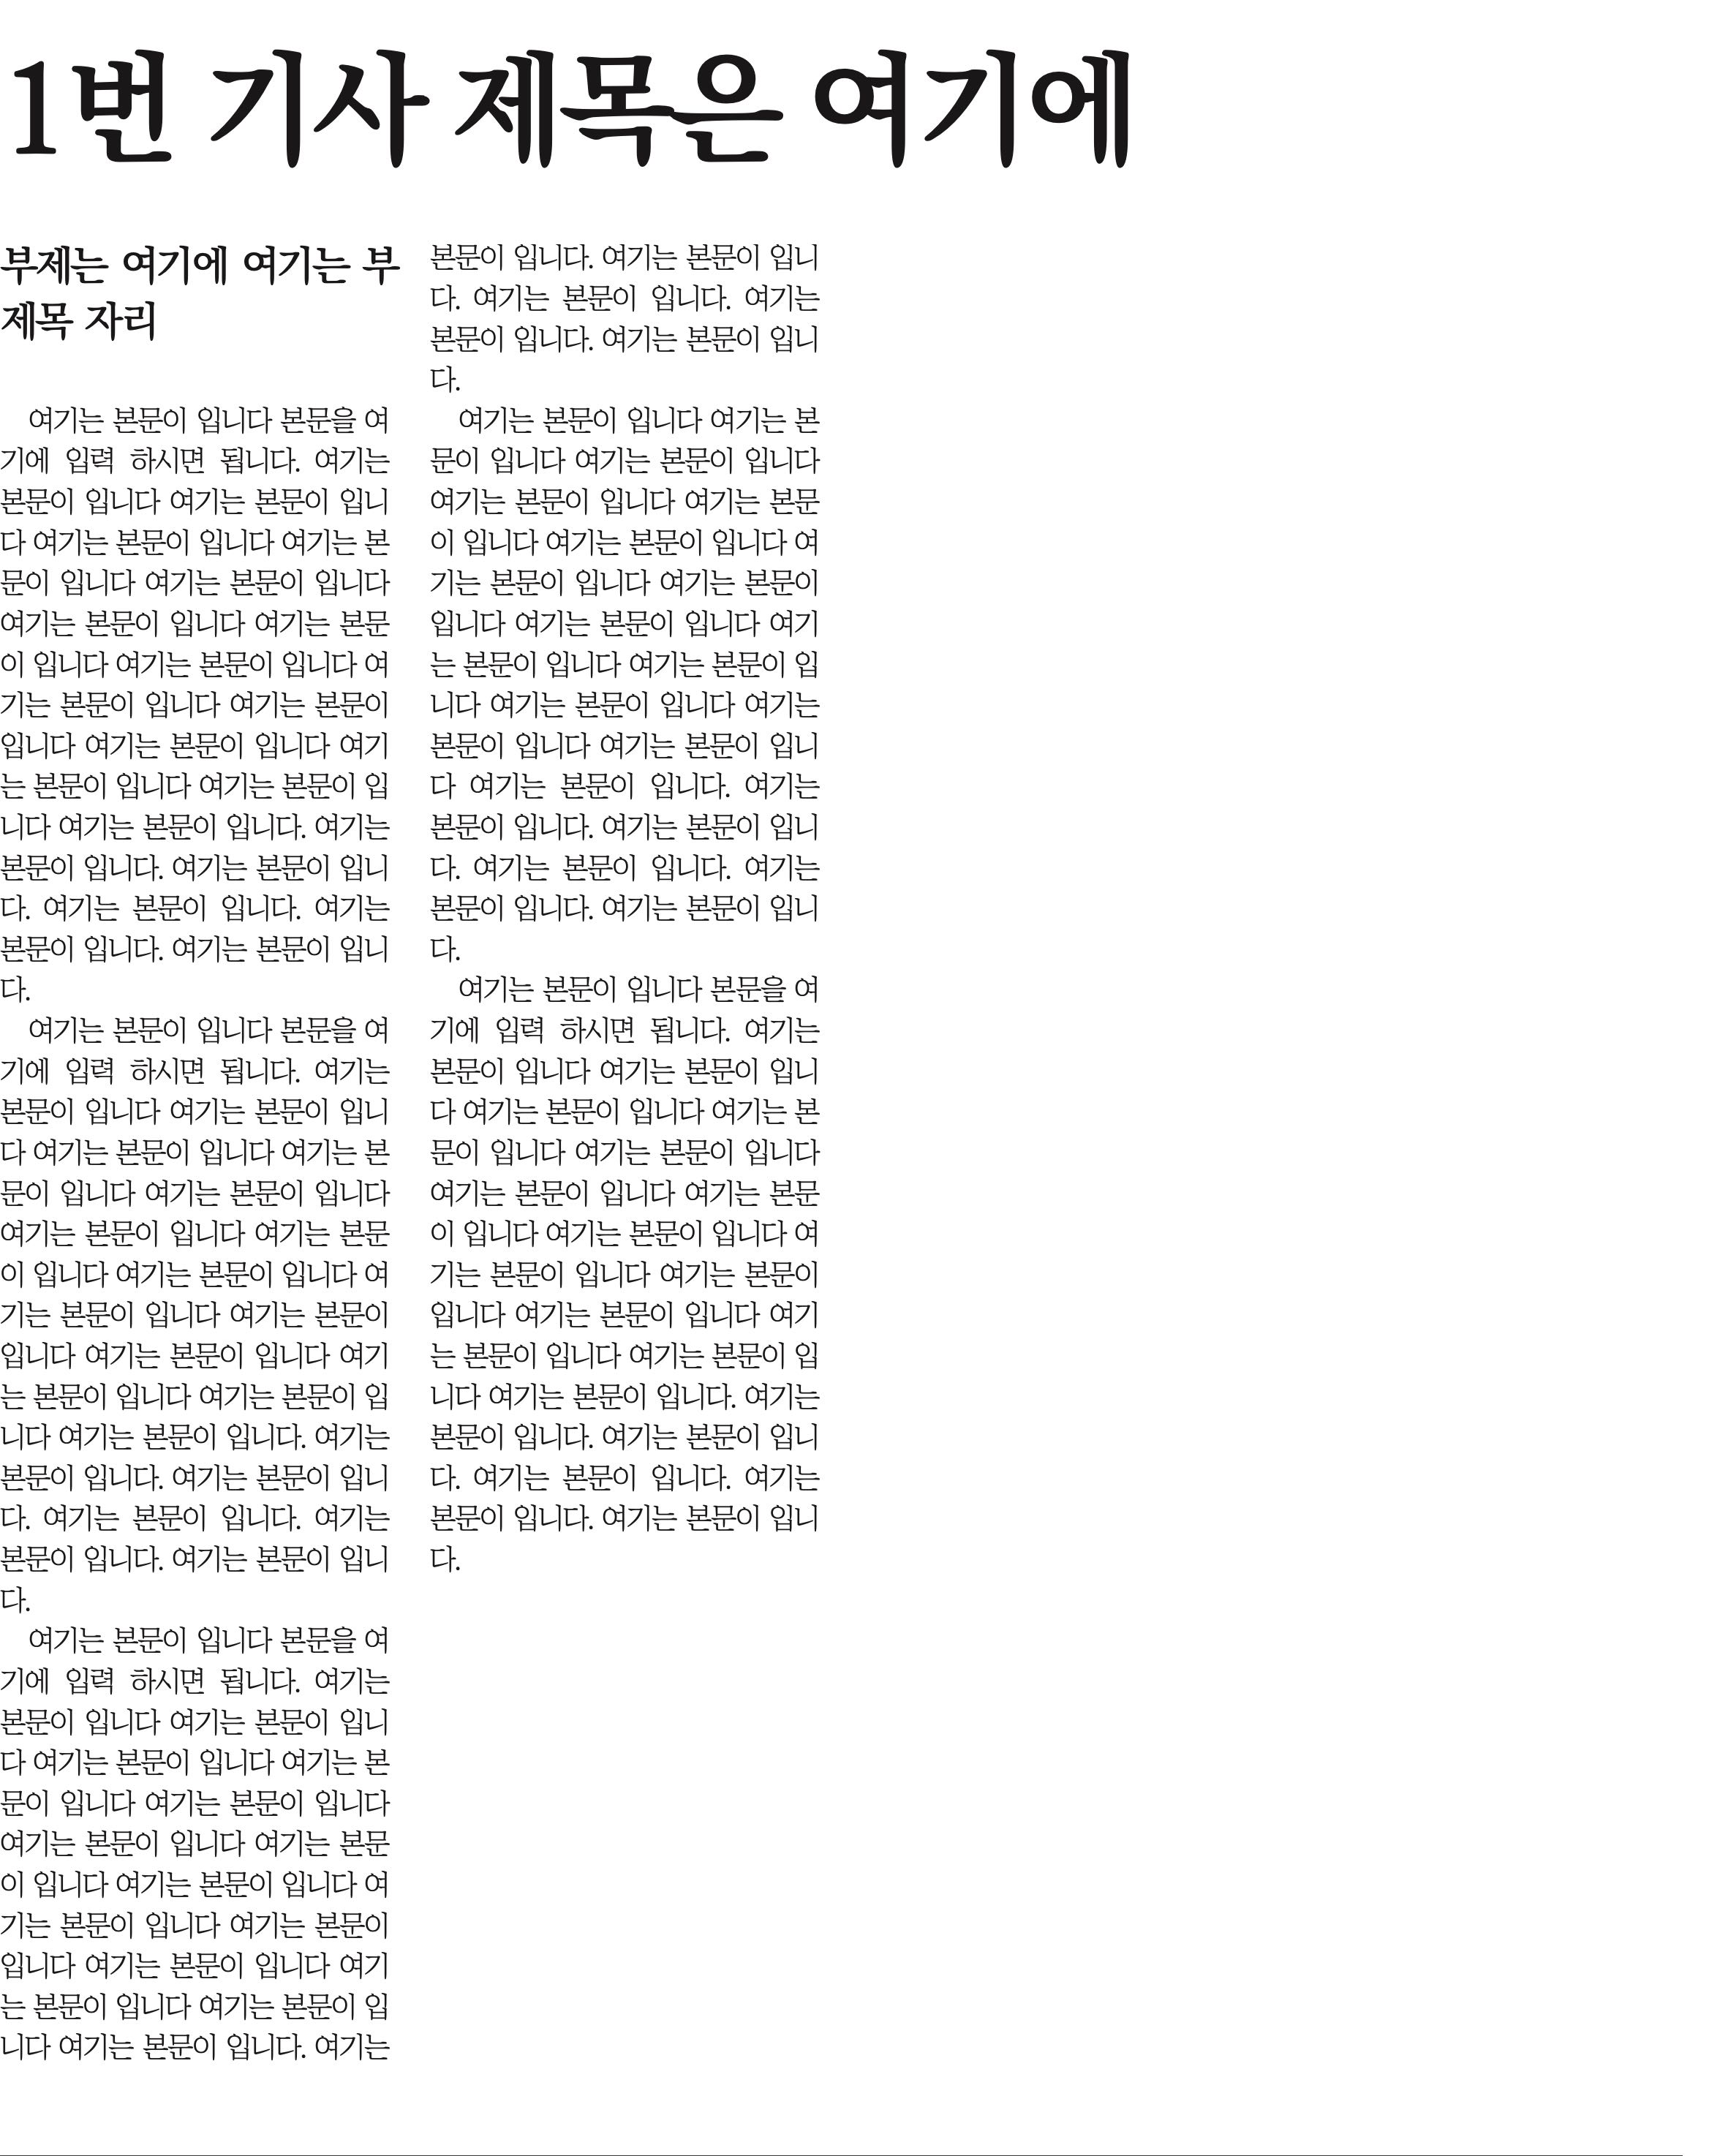 1번 기사 제목은 여기에
부제는 여기에 여기는 부
제목 자리
여기는 본문이 입니다 본문을 여
기에 입력 하시면 됩니다. 여기는
본문이 입니다 여기는 본문이 입니
다 여기는 본문이 입니다 여기는 본
문이 입니다 여기는 본문이 입니다
여기는 본문이 입니다 여기는 본문
이 입니다 여기는 본문이 입니다 여
기는 본문이 입니다 여기는 본문이
입니다 여기는 본문이 입니다 여기
는 본문이 입니다 여기는 본문이 입
니다 여기는 본문이 입니다. 여기는
본문이 입니다. 여기는 본문이 입니
다. 여기는 본문이 입니다. 여기는
본문이 입니다. 여기는 본문이 입니
다.
여기는 본문이 입니다 본문을 여
기에 입력 하시면 됩니다. 여기는
본문이 입니다 여기는 본문이 입니
다 여기는 본문이 입니다 여기는 본
문이 입니다 여기는 본문이 입니다
여기는 본문이 입니다 여기는 본문
이 입니다 여기는 본문이 입니다 여
기는 본문이 입니다 여기는 본문이
입니다 여기는 본문이 입니다 여기
는 본문이 입니다 여기는 본문이 입
니다 여기는 본문이 입니다. 여기는
본문이 입니다. 여기는 본문이 입니
다. 여기는 본문이 입니다. 여기는
본문이 입니다. 여기는 본문이 입니
다.
여기는 본문이 입니다 본문을 여
기에 입력 하시면 됩니다. 여기는
본문이 입니다 여기는 본문이 입니
다 여기는 본문이 입니다 여기는 본
문이 입니다 여기는 본문이 입니다
여기는 본문이 입니다 여기는 본문
이 입니다 여기는 본문이 입니다 여
기는 본문이 입니다 여기는 본문이
입니다 여기는 본문이 입니다 여기
는 본문이 입니다 여기는 본문이 입
니다 여기는 본문이 입니다. 여기는
본문이 입니다. 여기는 본문이 입니
다. 여기는 본문이 입니다. 여기는
본문이 입니다. 여기는 본문이 입니
다.
여기는 본문이 입니다 여기는 본
문이 입니다 여기는 본문이 입니다
여기는 본문이 입니다 여기는 본문
이 입니다 여기는 본문이 입니다 여
기는 본문이 입니다 여기는 본문이
입니다 여기는 본문이 입니다 여기
는 본문이 입니다 여기는 본문이 입
니다 여기는 본문이 입니다 여기는
본문이 입니다 여기는 본문이 입니
다 여기는 본문이 입니다. 여기는
본문이 입니다. 여기는 본문이 입니
다. 여기는 본문이 입니다. 여기는
본문이 입니다. 여기는 본문이 입니
다.
여기는 본문이 입니다 본문을 여
기에 입력 하시면 됩니다. 여기는
본문이 입니다 여기는 본문이 입니
다 여기는 본문이 입니다 여기는 본
문이 입니다 여기는 본문이 입니다
여기는 본문이 입니다 여기는 본문
이 입니다 여기는 본문이 입니다 여
기는 본문이 입니다 여기는 본문이
입니다 여기는 본문이 입니다 여기
는 본문이 입니다 여기는 본문이 입
니다 여기는 본문이 입니다. 여기는
본문이 입니다. 여기는 본문이 입니
다. 여기는 본문이 입니다. 여기는
본문이 입니다. 여기는 본문이 입니
다.